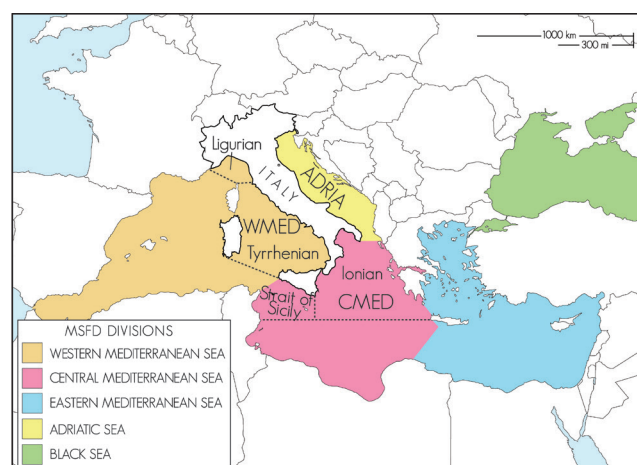 1000 km
300 mi
Ligurian
ITALY
ADRIA
WMED
Tyrrhenian
Ionian
CMED
Strait of
Sicily
MSFD DIVISIONS
WESTERN MEDITERRANEAN SEA
CENTRAL MEDITERRANEAN SEA
EASTERN MEDITERRANEAN SEA
ADRIATIC SEA
BLACK SEA